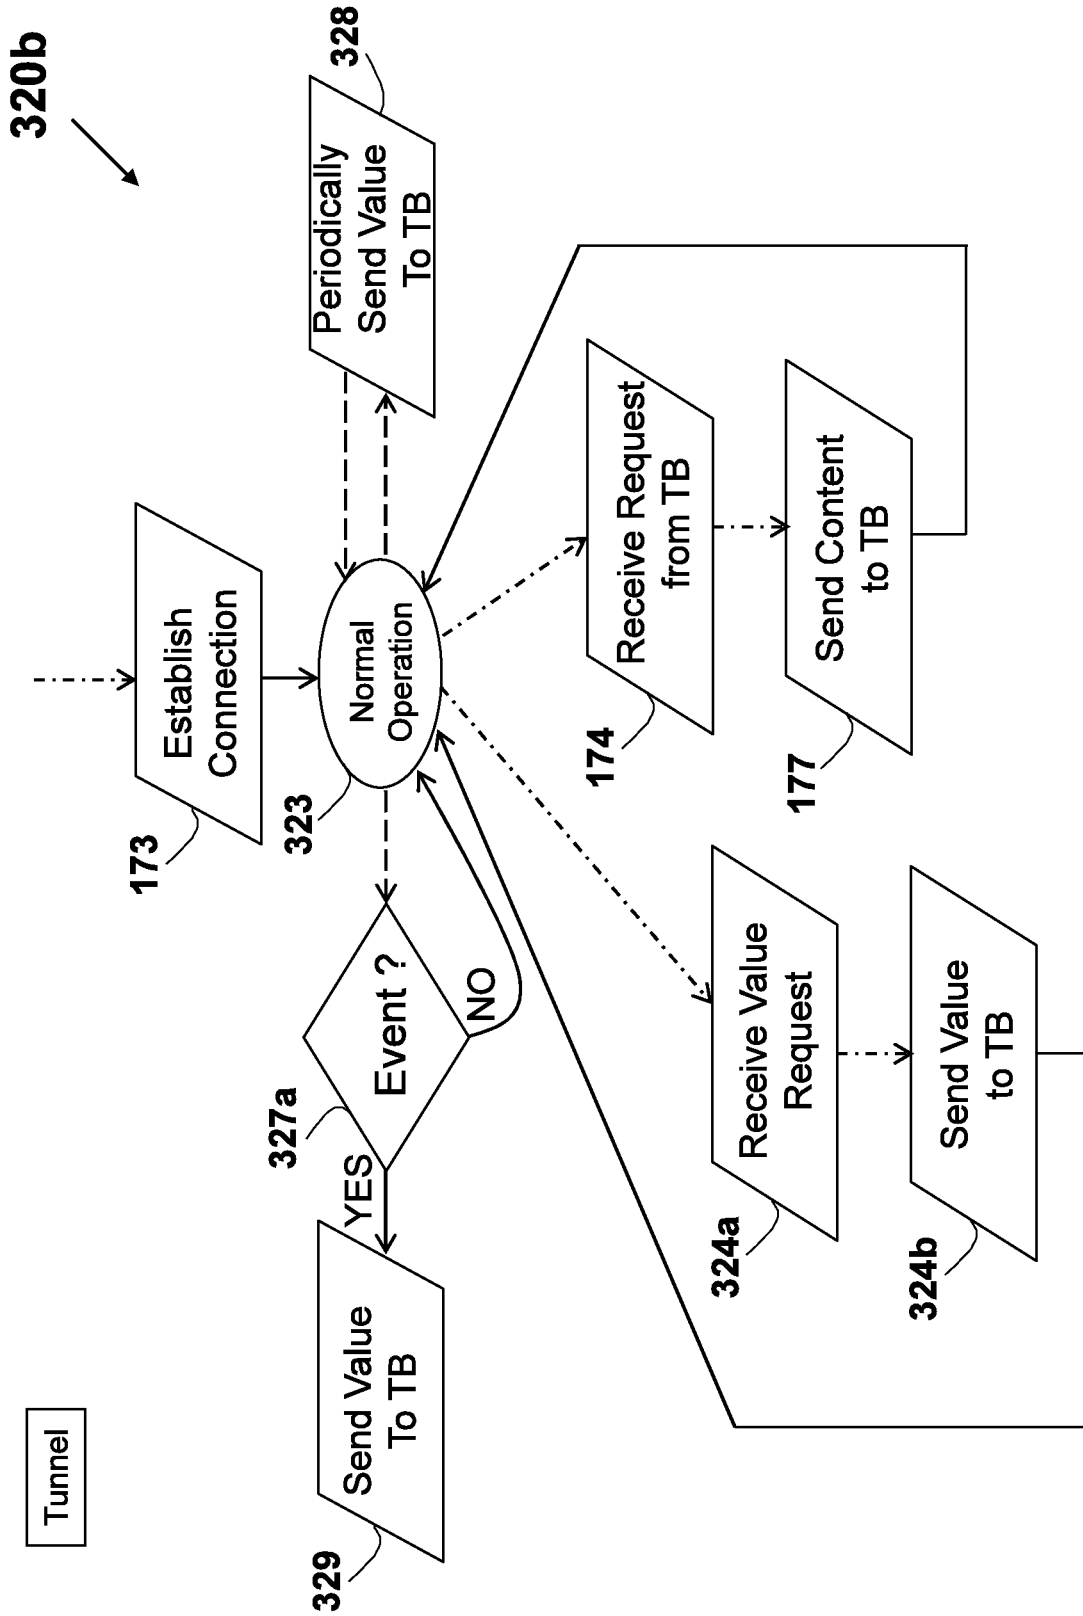 Tunnel
320b
Establish
Connection
173
Normal
Operation
323
Periodically
Send Value
To TB
328
Event ?
327a
YES
NO
Send Value
To TB
329
Receive Request
from TB
174
Send Content
to TB
177
Receive Value
Request
324a
Send Value
to TB
324b